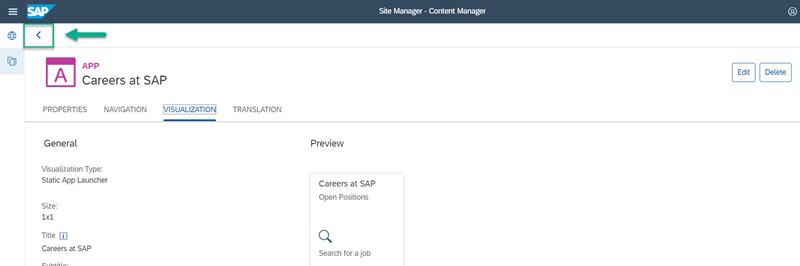 SAP
Site Manager - Content Manager
A
APP
Careers at SAP
Edit
Delete
PROPERTIES
NAVIGATION
VISUALIZATION
TRANSLATION
General
Visualization Type:
Static App Launcher
Size:
1x1
Title
Careers at SAP
Subtitle:
Preview
Careers at SAP
Open Positions
Search for a job